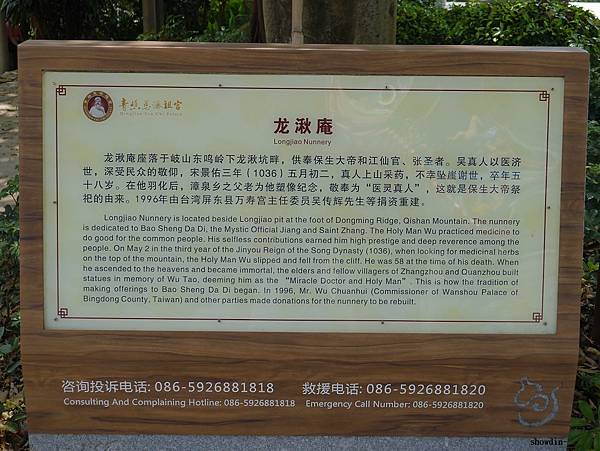 青礁慈济祖宫
龙湫庵
Longjiao Nunnery
龙湫庵座落于岐山东鸣岭下龙湫坑畔，供奉保生大帝和江仙官、张圣者。吴真人以医济
世，深受民众的敬仰，宋景佑三年（1036）五月初二，真人上山采药，不幸坠崖谢世，卒年五
十八岁。在他羽化后，漳泉乡之父老为他塑像纪念，敬奉为“医灵真人”，这就是保生大帝祭
祀的由来。1996年由台湾屏东县万寿宫主任委员吴传辉先生等捐资重建。
Longjiao Nunnery is located beside Longjiao pit at the foot of Dongming Ridge, Qishan Mountain. The nunnery
is dedicated to Bao Sheng Da Di, the Mystic Official Jiang and Saint Zhang. The Holy Man Wu practiced medicine to
do good for the common people. His selfless contributions earned him high prestige and deep reverence among the
people. On May 2 in the third year of the Jinyou Reign of the Song Dynasty (1036), when looking for medicinal herbs
on the top of the mountain, the Holy Man Wu slipped and fell from the cliff. He was 58 at the time of his death. When
he ascended to the heavens and became immortal, the elders and fellow villagers of Zhangzhou and Quanzhou built
statues in memory of Wu Tao, deeming him as the “Miracle Doctor and Holy Man”. This is how the tradition of
making offerings to Bao Sheng Da Di began. In 1996, Mr. Wu Chuanhui (Commissioner of Wanshou Palace of
Bingdong County, Taiwan) and other parties made donations for the nunnery to be rebuilt.
咨询投诉电话: 086-5926881818 救援电话: 086-5926881820
Consulting And Complaining Hotline: 086-5926881818 Emergency Call Number: 086-5926881820
showdin-